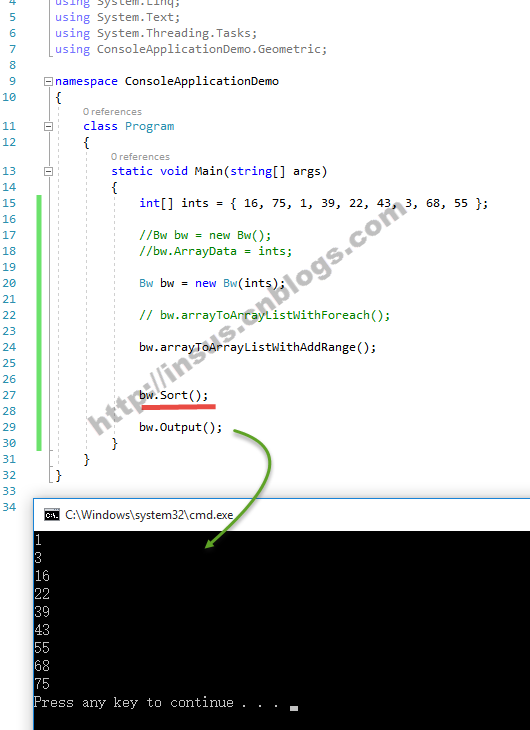 4 using System.Linq;
5 using System.Text;
6 using System.Threading.Tasks;
7 using ConsoleApplicationDemo.Geometric;
8
9 namespace ConsoleApplicationDemo
10 {
0 references
11 class Program
12 {
0 references
13 static void Main(string[] args)
14 {
15 int[] ints = { 16, 75, 1, 39, 22, 43, 3, 68, 55 };
16
17 //Bw bw = new Bw();
18 //bw.ArrayData = ints;
19
20 Bw bw = new Bw(ints);
21
22 // bw.arrayToArrayListWithForeach();
23
24 bw.arrayToArrayListWithAddRange();
25
26
27 bw.Sort();
28
29 bw.Output();
30 }
31 }
32 }
33
34
http://insus.cnblogs.com
C:\Windows\system32\cmd.exe
1
3
16
22
39
43
55
68
75
Press any key to continue . . .